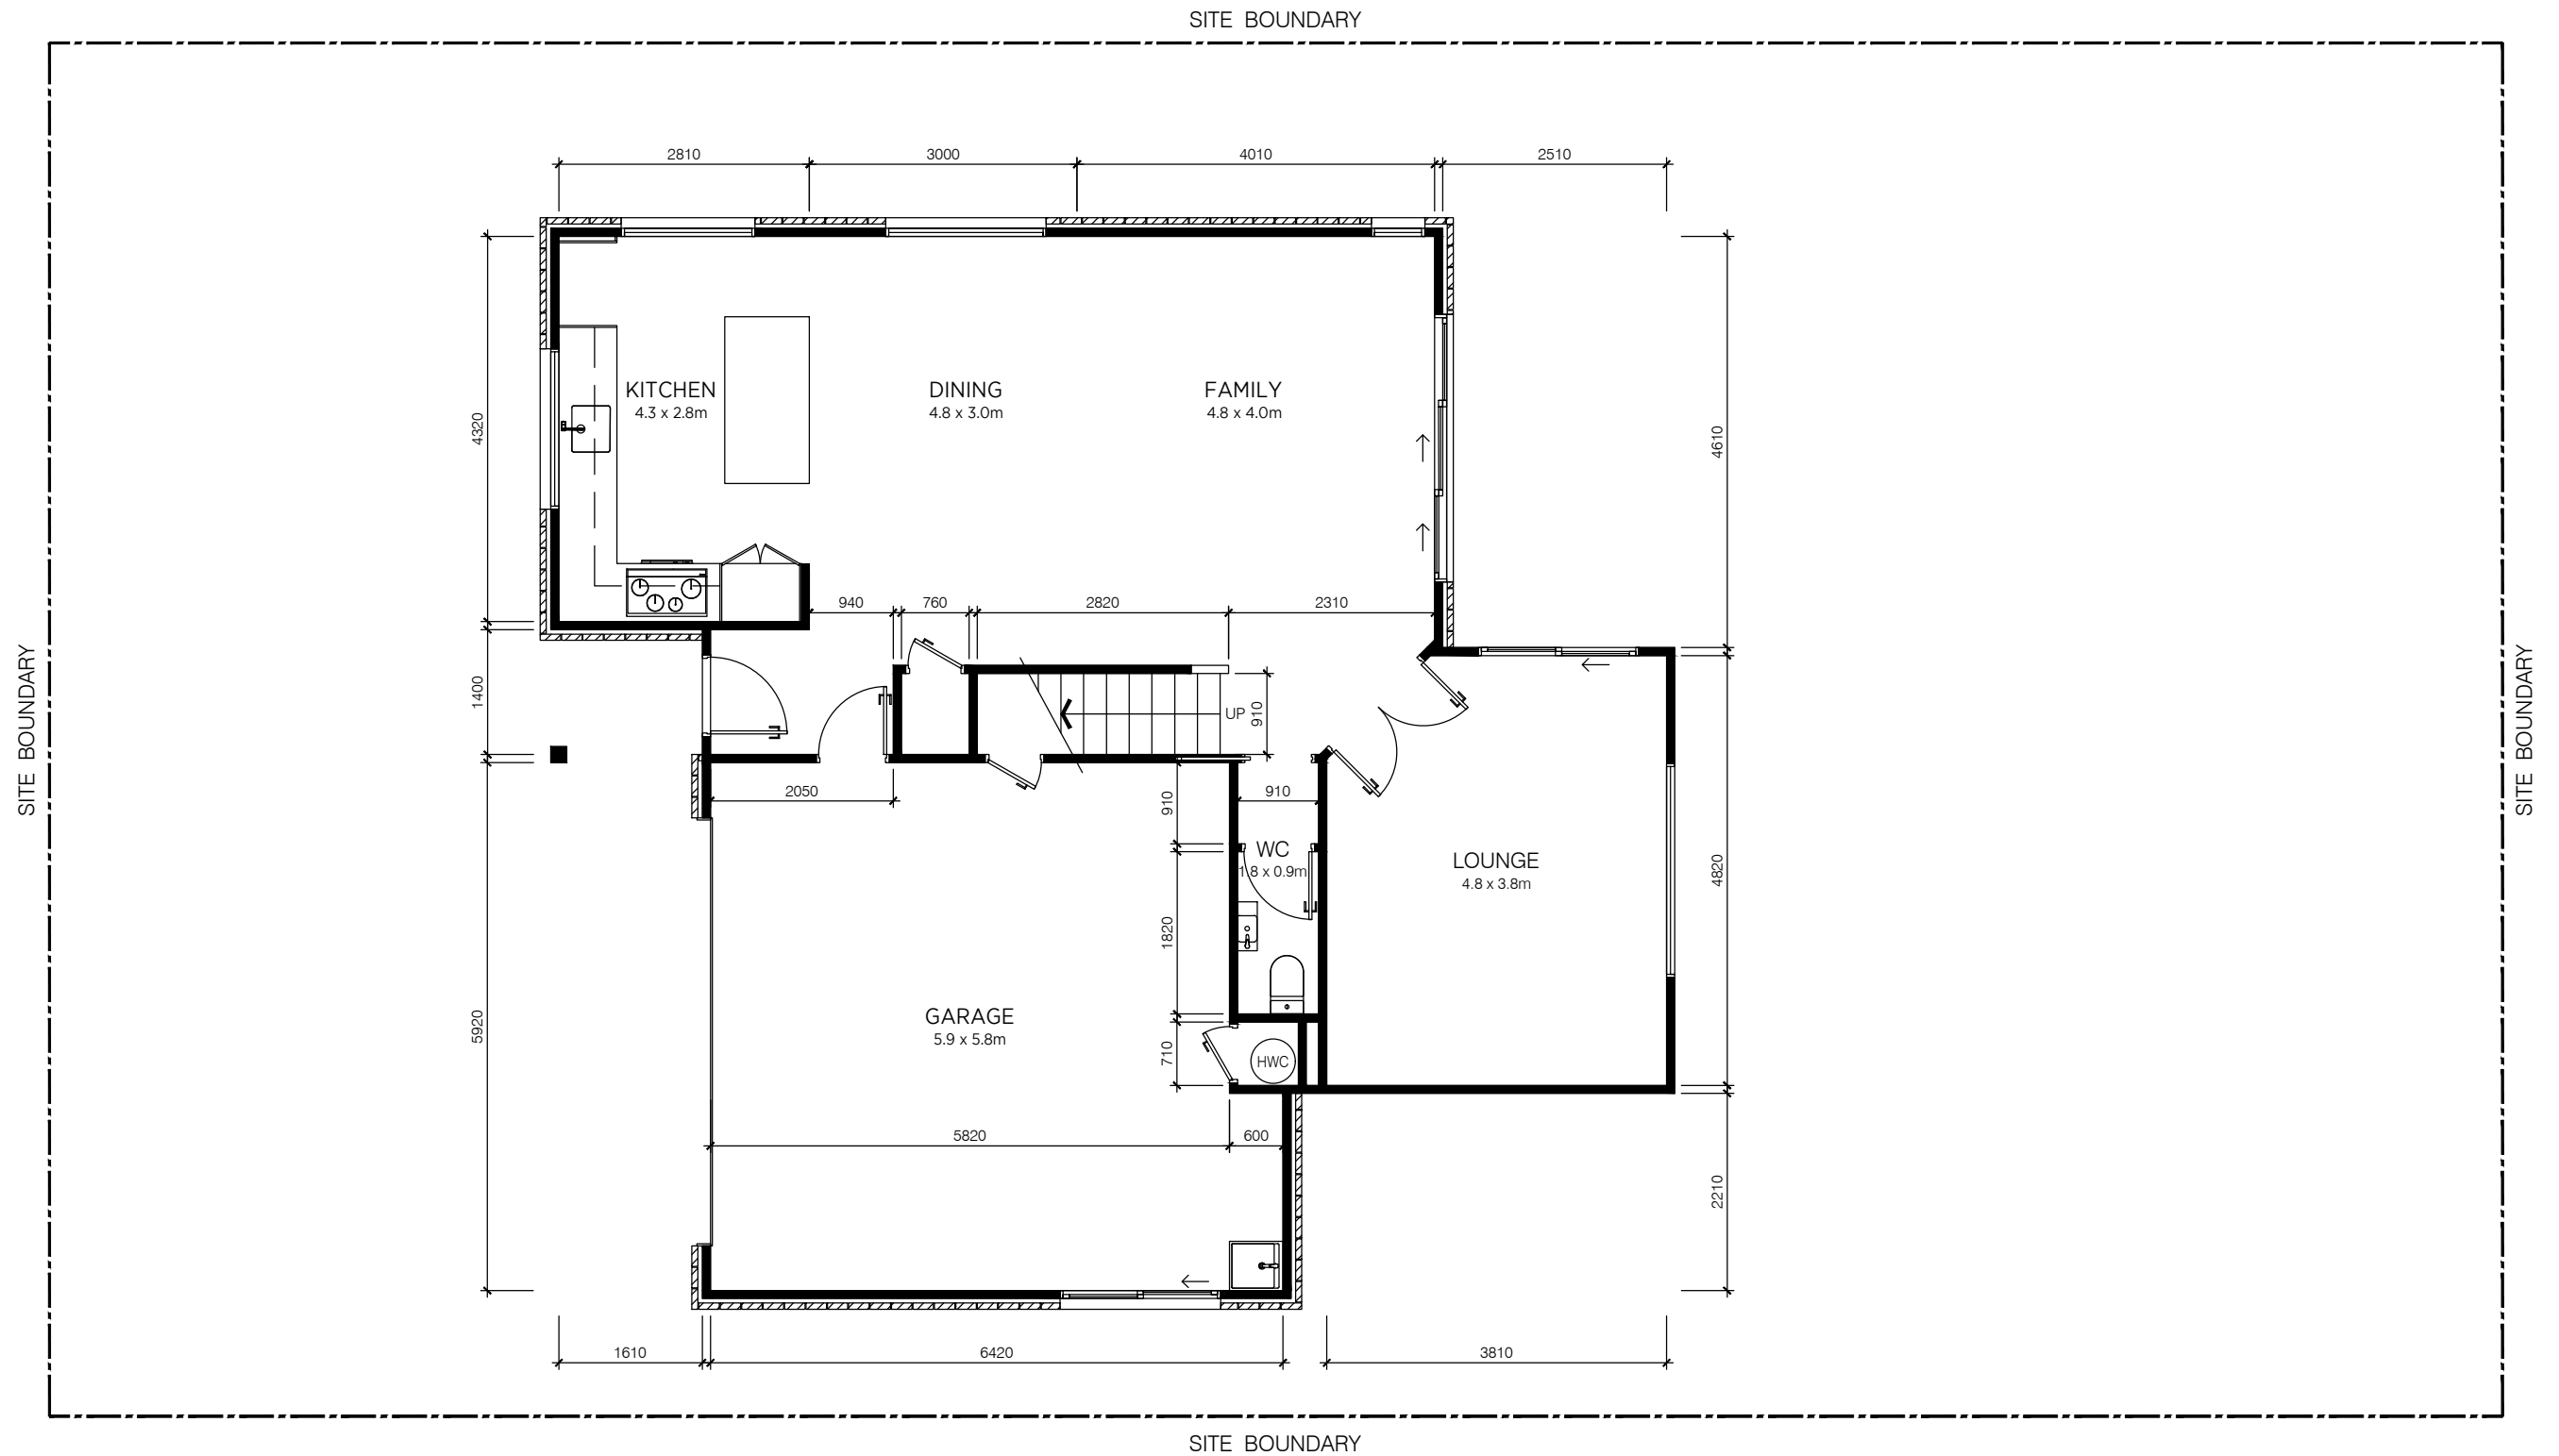 SITE BOUNDARY
2810
3000
4010
2510
KITCHEN
4.3 x 2.8m
DINING
4.8 x 3.0m
FAMILY
4.8 x 4.0m
4320
4610
940
760
2820
2310
SITE BOUNDARY
SITE BOUNDARY
1400
UP
910
2050
910
910
WC
1.8 x 0.9m
LOUNGE
4.8 x 3.8m
4820
1820
GARAGE
5.9 x 5.8m
5920
710
HWC
5820
600
2210
1610
6420
3810
SITE BOUNDARY